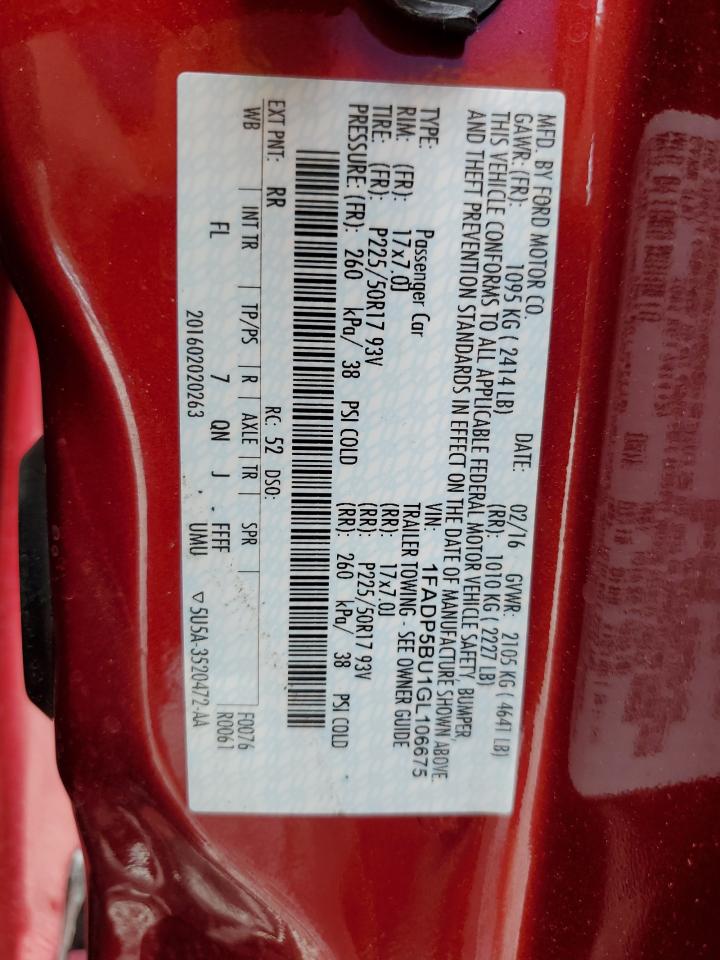 MFD. BY FORD MOTOR CO. DATE: 02/16 GVWR: 2105 KG ( 4641 LB)
GAWR: (FR): 1095 KG ( 2414 LB) (RR): 1010 KG ( 2227 LB)
THIS VEHICLE CONFORMS TO ALL APPLICABLE FEDERAL MOTOR VEHICLE SAFETY, BUMPER,
AND THEFT PREVENTION STANDARDS IN EFFECT ON THE DATE OF MANUFACTURE SHOWN ABOVE.
VIN: 1FADP5BU1GL106675
TYPE: Passenger Car TRAILER TOWING - SEE OWNER GUIDE
RIM: (FR): 17x7.0J (RR): 17x7.0J
TIRE: (FR): P225/50R17 93V (RR): P225/50R17 93V
PRESSURE: (FR): 260 kPa/ 38 PSI COLD (RR): 260 kPa/ 38 PSI COLD
EXT PNT: RR RC: 52 DSO: F0076
WB INT TR TP/PS R AXLE TR SPR R0061
FL 7 QN J FFFF
201602020263 UMU ▽ 5U5A-3520472-AA